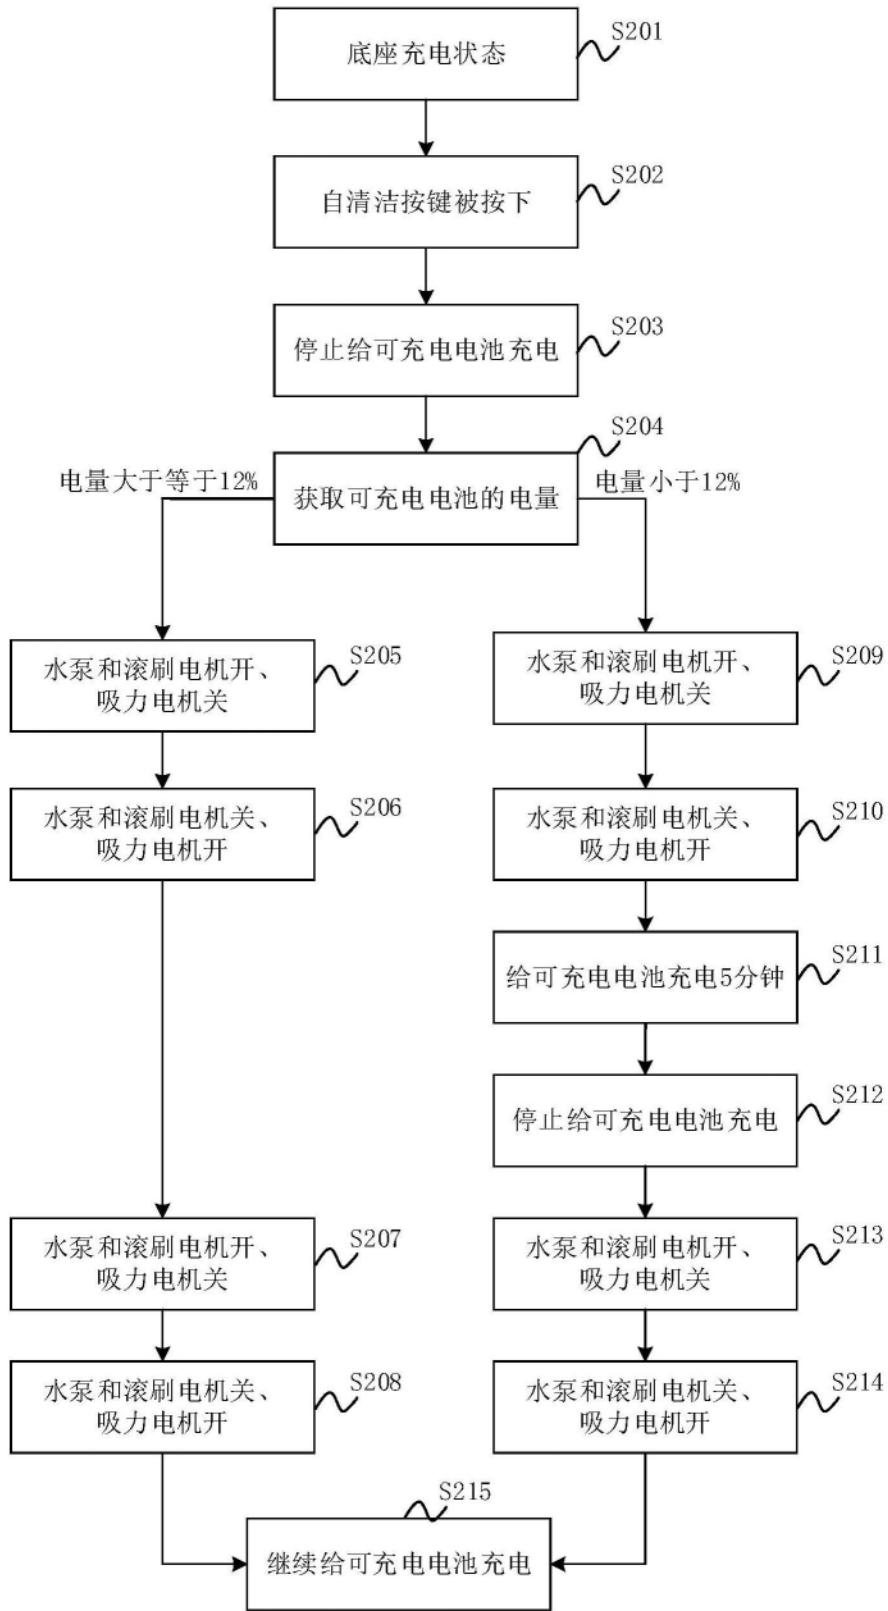 S201
底座充电状态
S202
自清洁按键被按下
S203
停止给可充电电池充电
S204
电量大于等于12%
获取可充电电池的电量
电量小于12%
S205
水泵和滚刷电机开、
吸力电机关
S209
水泵和滚刷电机开、
吸力电机关
S206
水泵和滚刷电机关、
吸力电机开
S210
水泵和滚刷电机关、
吸力电机开
S211
给可充电电池充电5分钟
S212
停止给可充电电池充电
S207
水泵和滚刷电机开、
吸力电机关
S213
水泵和滚刷电机开、
吸力电机关
S208
水泵和滚刷电机关、
吸力电机开
S214
水泵和滚刷电机关、
吸力电机开
S215
继续给可充电电池充电